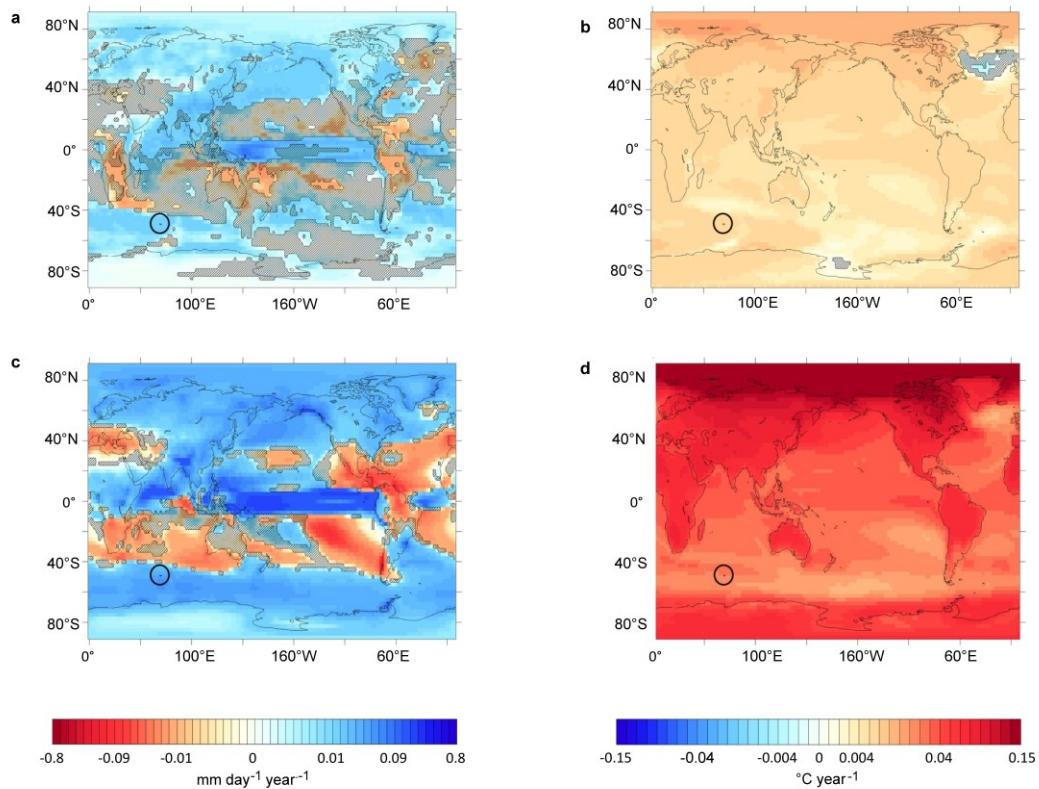 a
80°N
40°N
0°
40°S
80°S
0° 100°E 160°W 60°E
b
80°N
40°N
0°
40°S
80°S
0° 100°E 160°W 60°E
c
80°N
40°N
0°
40°S
80°S
0° 100°E 160°W 60°E
d
80°N
40°N
0°
40°S
80°S
0° 100°E 160°W 60°E
-0.8 -0.09 -0.01 0 0.01 0.09 0.8
mm day⁻¹ year⁻¹
-0.15 -0.04 -0.004 0 0.004 0.04 0.15
°C year⁻¹